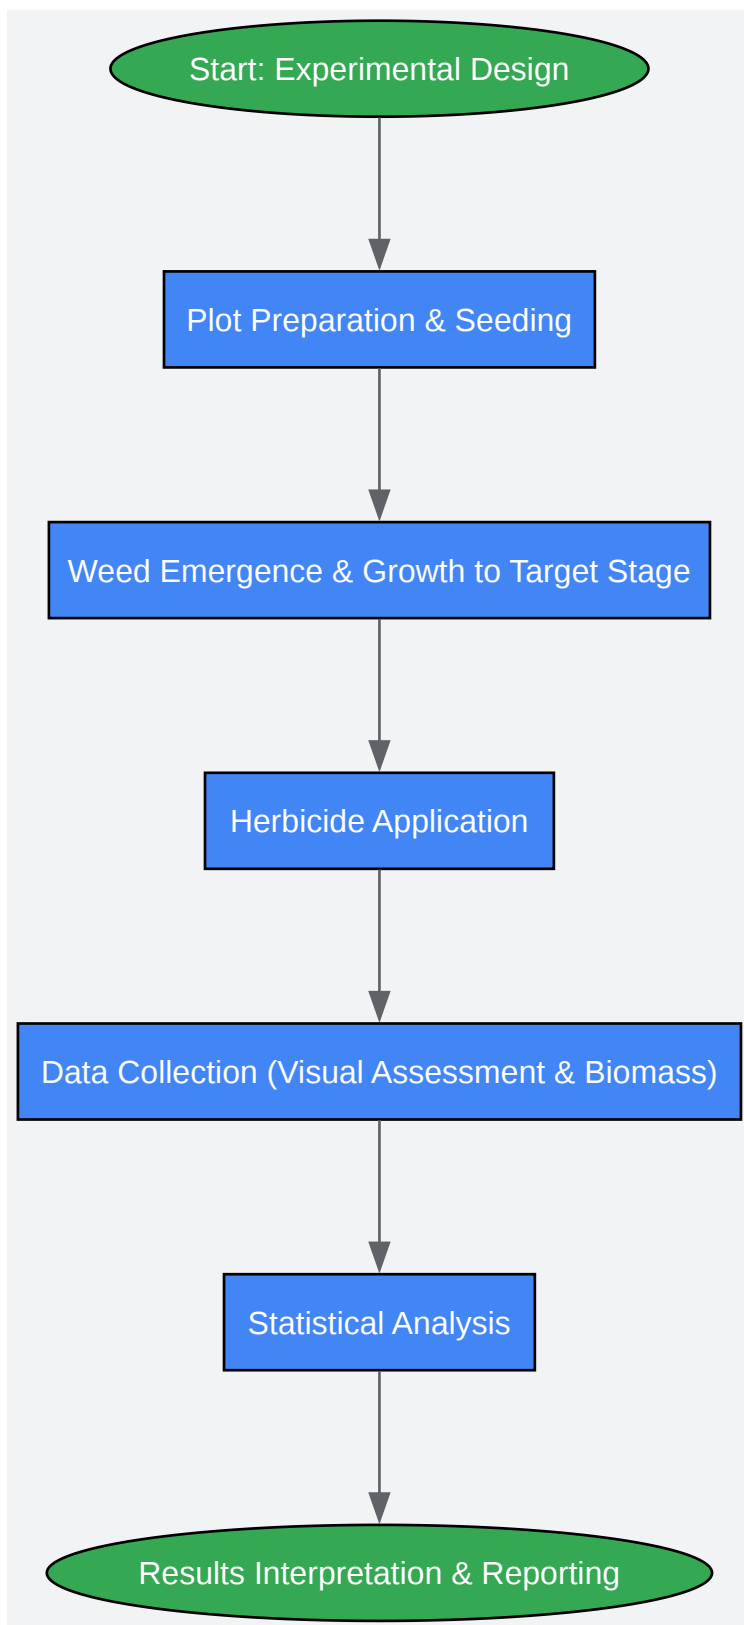 Start: Experimental Design
Plot Preparation & Seeding
Weed Emergence & Growth to Target Stage
Herbicide Application
Data Collection (Visual Assessment & Biomass)
Statistical Analysis
Results Interpretation & Reporting